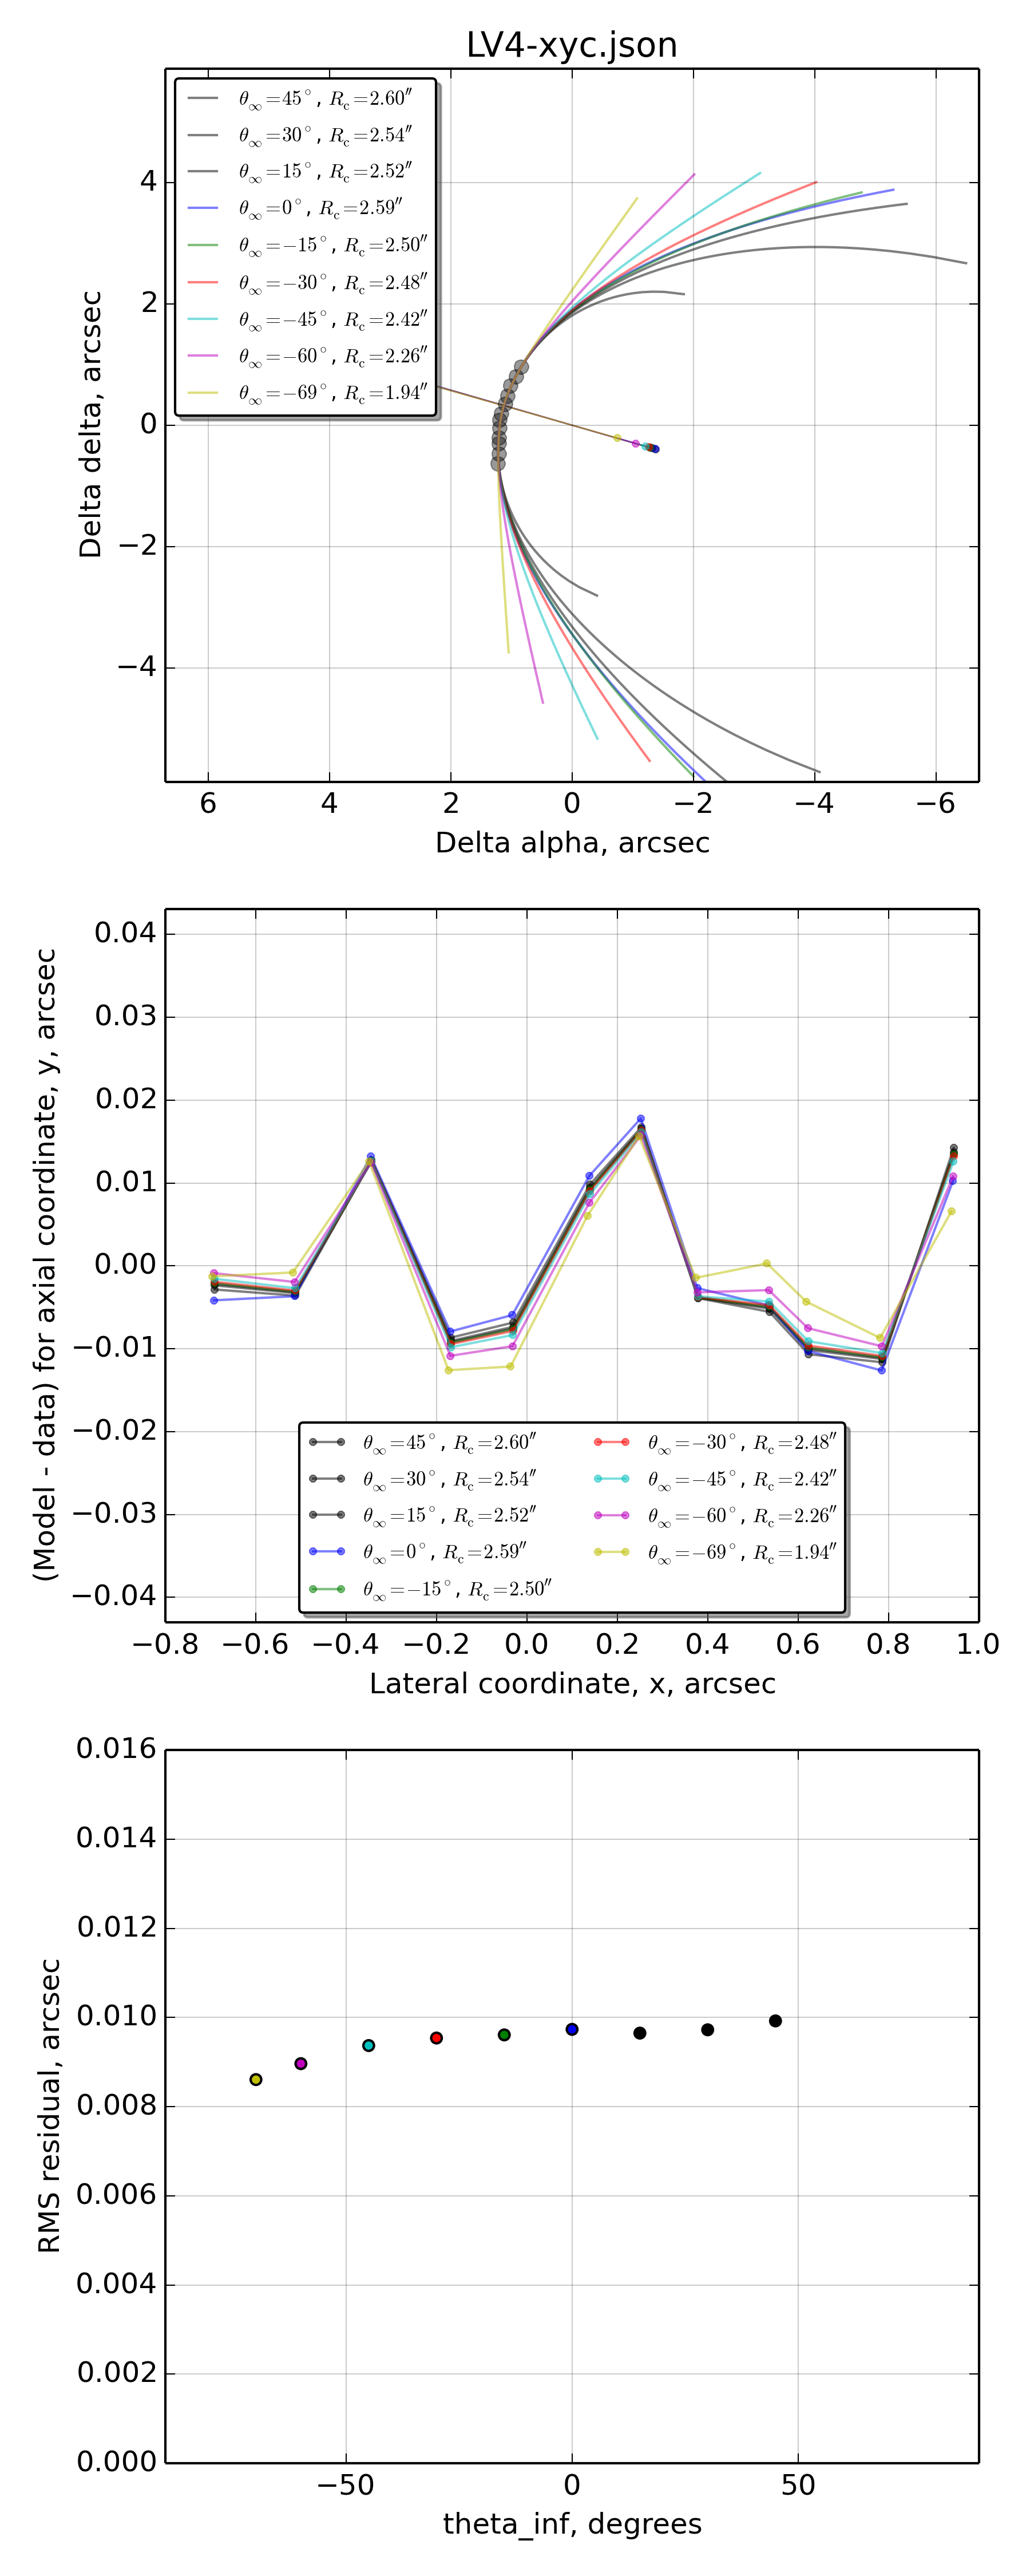 LV4-xyc.json
θ∞=45°, Rc=2.60″
θ∞=30°, Rc=2.54″
θ∞=15°, Rc=2.52″
θ∞=0°, Rc=2.59″
θ∞=−15°, Rc=2.50″
θ∞=−30°, Rc=2.48″
θ∞=−45°, Rc=2.42″
θ∞=−60°, Rc=2.26″
θ∞=−69°, Rc=1.94″
4
2
0
−2
−4
Delta delta, arcsec
6 4 2 0 −2 −4 −6
Delta alpha, arcsec
0.04
0.03
0.02
0.01
0.00
−0.01
−0.02
−0.03
−0.04
(Model - data) for axial coordinate, y, arcsec
θ∞=45°, Rc=2.60″
θ∞=30°, Rc=2.54″
θ∞=15°, Rc=2.52″
θ∞=0°, Rc=2.59″
θ∞=−15°, Rc=2.50″
θ∞=−30°, Rc=2.48″
θ∞=−45°, Rc=2.42″
θ∞=−60°, Rc=2.26″
θ∞=−69°, Rc=1.94″
−0.8 −0.6 −0.4 −0.2 0.0 0.2 0.4 0.6 0.8 1.0
Lateral coordinate, x, arcsec
0.016
0.014
0.012
0.010
0.008
0.006
0.004
0.002
0.000
RMS residual, arcsec
−50 0 50
theta_inf, degrees